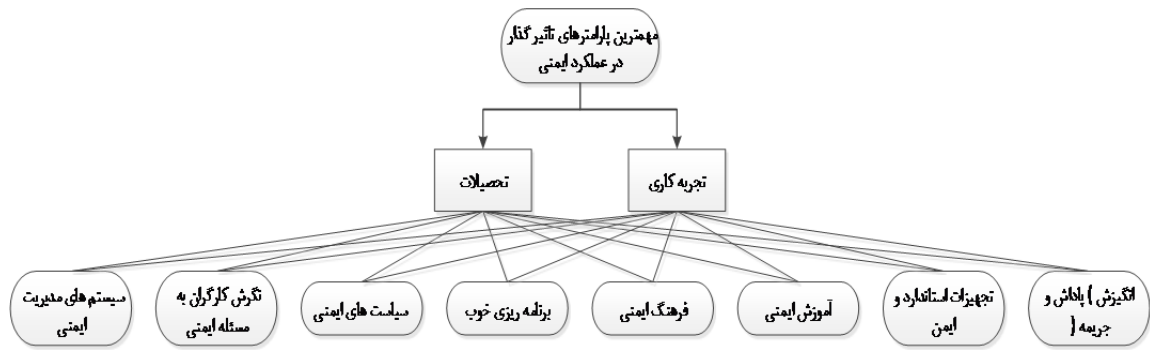 مهمترین پارامترهای تاثیر گذار
در عملکرد ایمنی
تجربه کاری
تحصیلات
انگیزش ) پاداش و
جریمه (
تجهیزات استاندارد و
ایمن
آموزش ایمنی
فرهنگ ایمنی
برنامه ریزی خوب
سیاست های ایمنی
نگرش کارگران به
مسئله ایمنی
سیستم های مدیریت
ایمنی